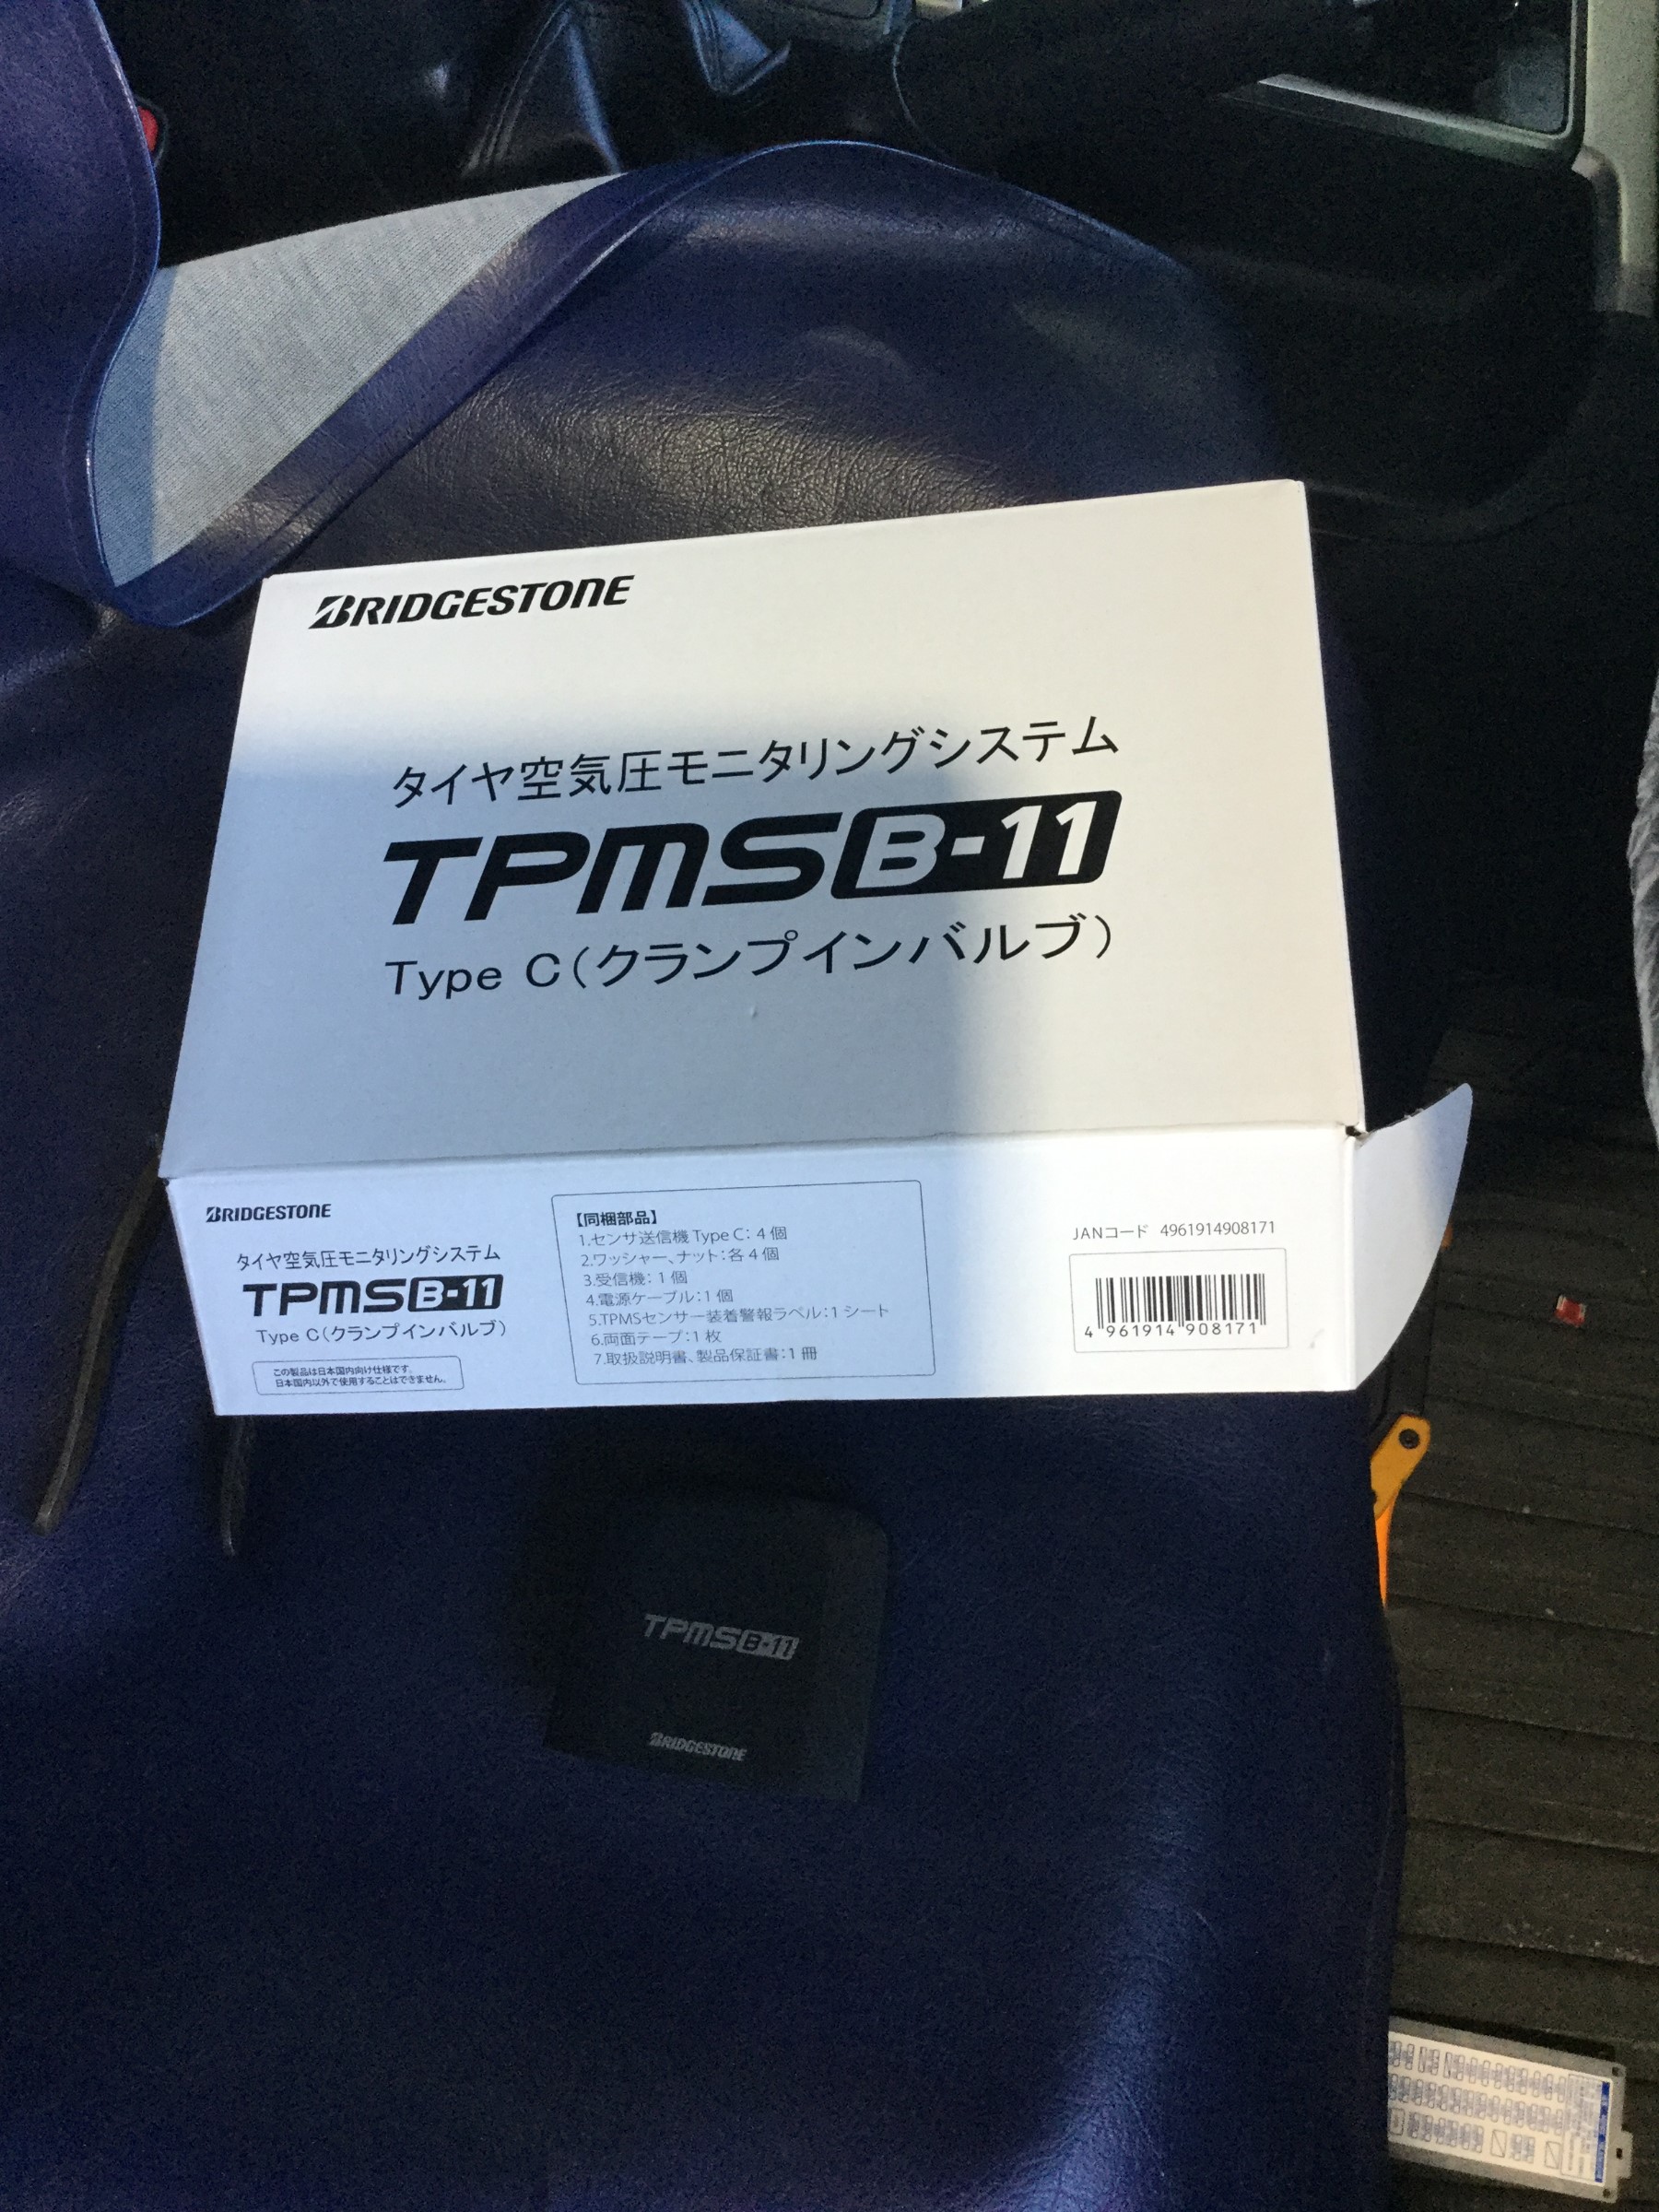 BRIDGESTONE
タイヤ空気圧モニタリングシステム
TPMS B-11
Type C(クランプインバルブ)
BRIDGESTONE
タイヤ空気圧モニタリングシステム
TPMS B-11
Type C(クランプインバルブ)
この製品は日本国内向け仕様です。
日本国内以外で使用することはできません。
【同梱部品】
1.センサ送信機 Type C: 4 個
2.ワッシャー、ナット:各 4 個
3.受信機: 1 個
4.電源ケーブル:1 個
5.TPMSセンサー装着警報ラベル:1 シート
6.両面テープ:1 枚
7.取扱説明書、製品保証書:1 冊
JANコード 4961914908171
4 961914 908171
TPMS B-11
BRIDGESTONE